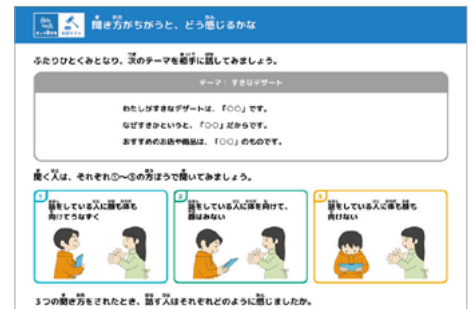 聞き方がちがうと、どう感じるかな
ふたりひとくみとなり、次のテーマを相手に話してみましょう。
テーマ: すきなデザート
わたしがすきなデザートは、「〇〇」です。
なぜすきかというと、「〇〇」だからです。
おすすめのお店や商品は、「〇〇」のものです。
聞く人は、それぞれ①～③の方ほうで聞いてみましょう。
1
話をしている人に顔も体も
向けてうなずく
2
話をしている人に体を向けて、
顔はみない
3
話をしている人に体も顔も
向けない
3つの聞き方をされたとき、話す人はそれぞれどのように感じましたか。